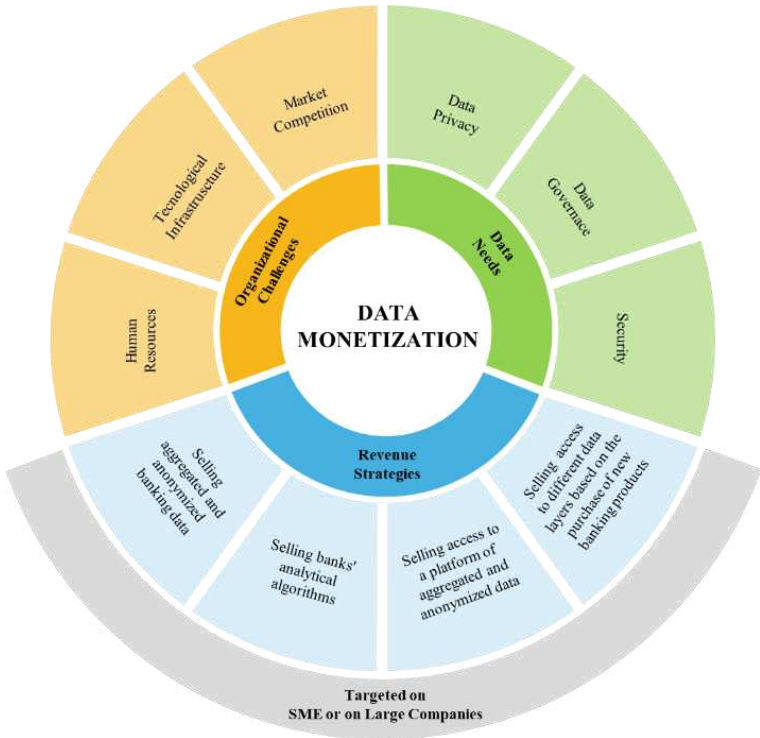 Market
Competition
Data
Privacy
Tecnological
Infrastruscture
Data
Governace
Organizational
Challenges
Data
Needs
Human
Resources
DATA
MONETIZATION
Security
Revenue
Strategies
Selling
aggregated and
anonymized
banking data
Selling banks'
analytical
algorithms
Selling access to
a platform of
aggregated and
anonymized data
Selling access
to different data
layers based on the
purchase of new
banking products
Targeted on
SME or on Large Companies